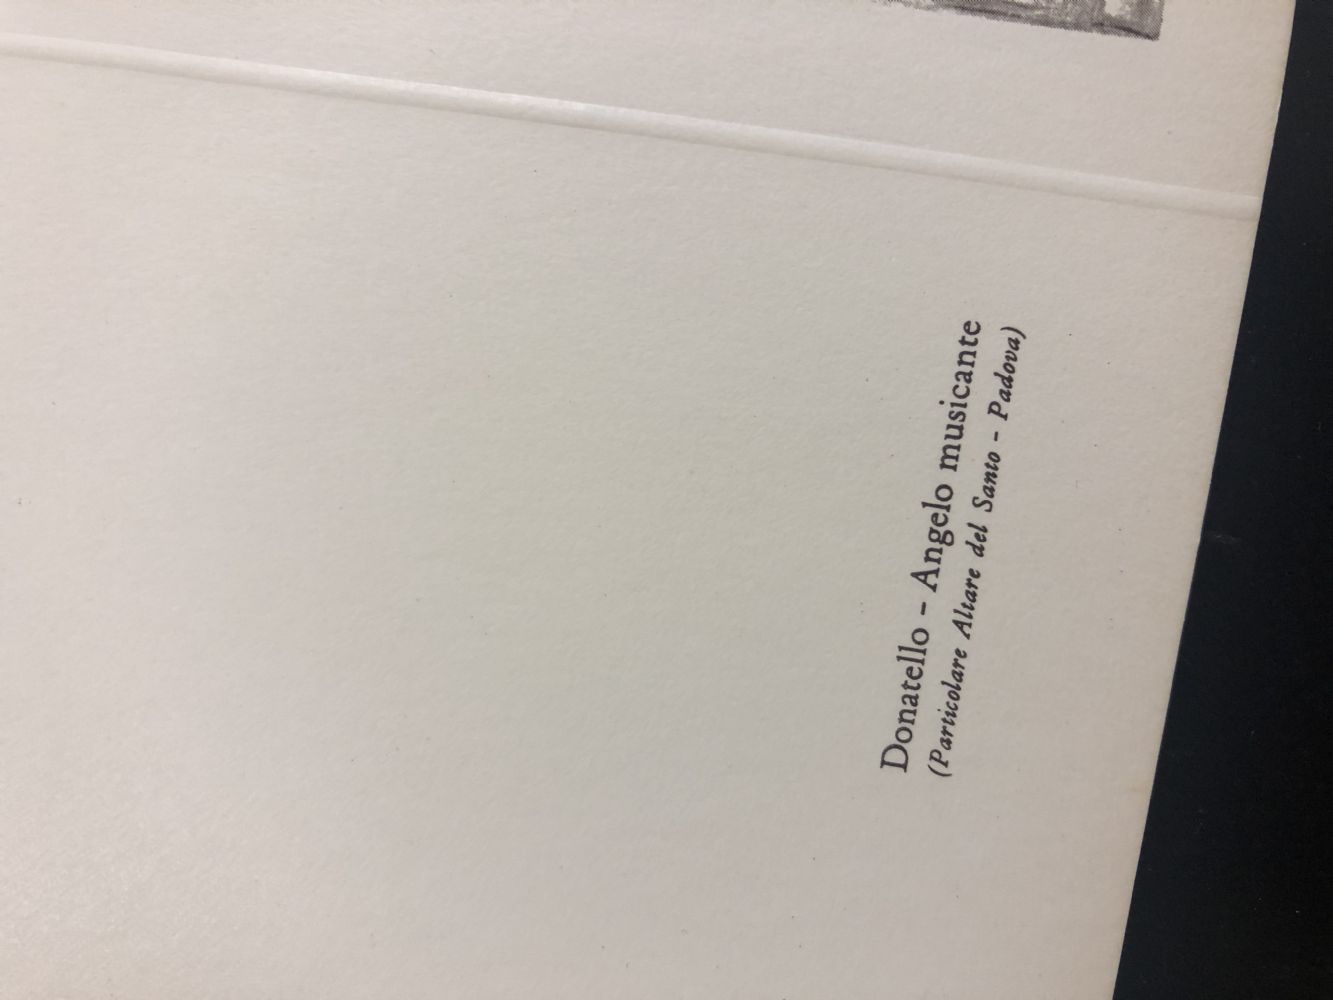 Donatello - Angelo musicante
(Particolare Altare del Santo - Padova)